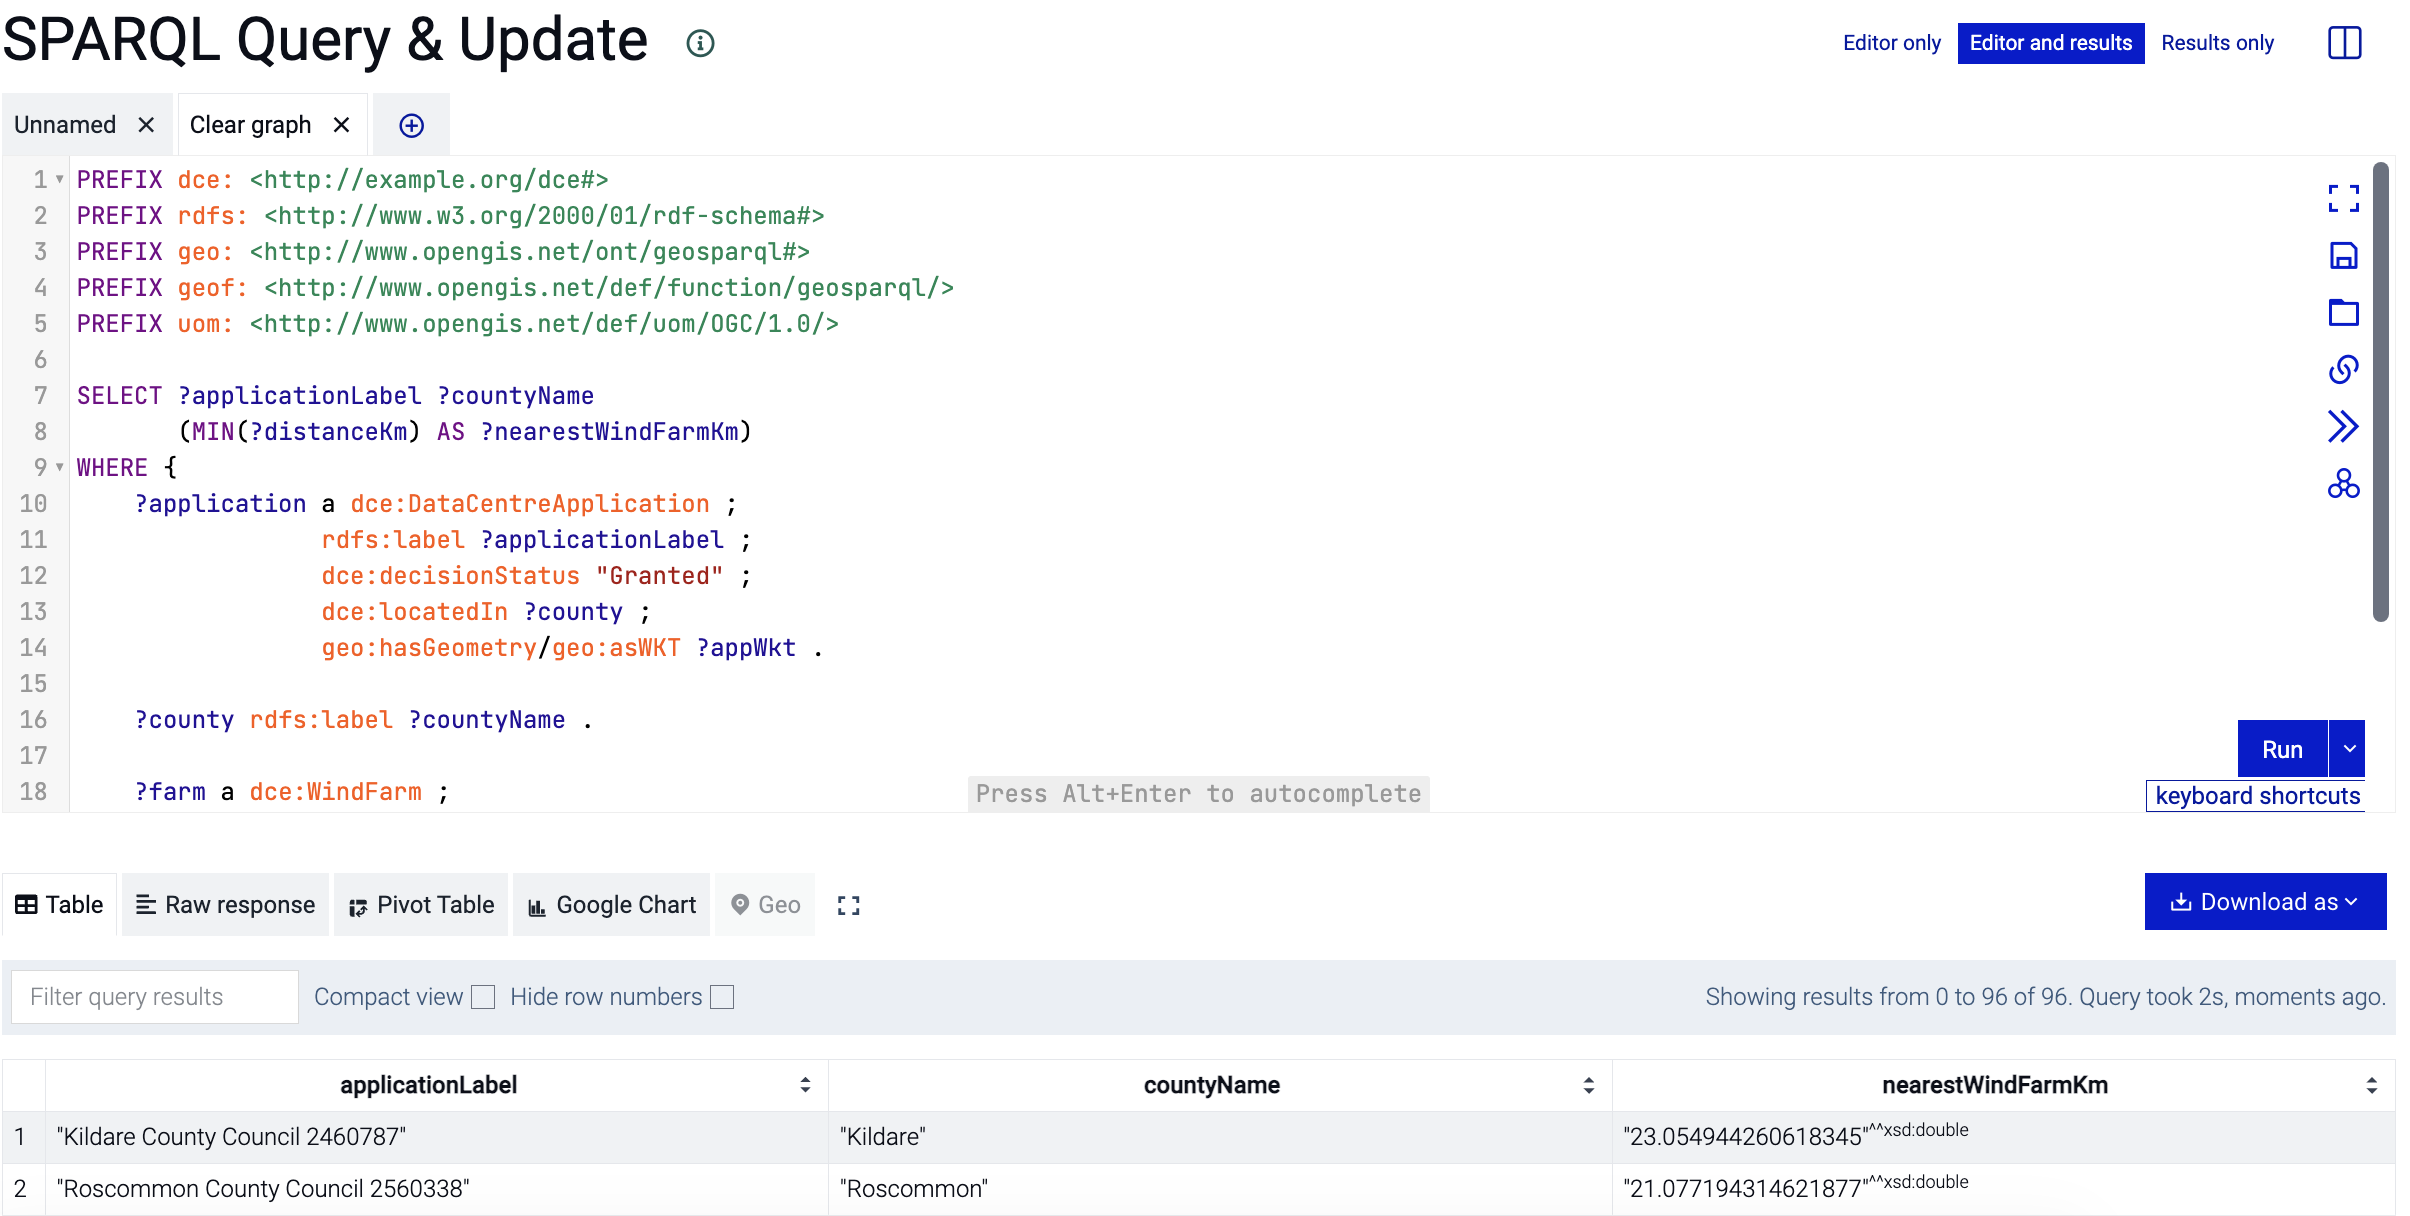 SPARQL Query & Update
Editor only Editor and results Results only
Unnamed Clear graph
1 PREFIX dce: <http://example.org/dce#>
2 PREFIX rdfs: <http://www.w3.org/2000/01/rdf-schema#>
3 PREFIX geo: <http://www.opengis.net/ont/geosparql#>
4 PREFIX geof: <http://www.opengis.net/def/function/geosparql/>
5 PREFIX uom: <http://www.opengis.net/def/uom/OGC/1.0/>
6
7 SELECT ?applicationLabel ?countyName
8 (MIN(?distanceKm) AS ?nearestWindFarmKm)
9 WHERE {
10 ?application a dce:DataCentreApplication ;
11 rdfs:label ?applicationLabel ;
12 dce:decisionStatus "Granted" ;
13 dce:locatedIn ?county ;
14 geo:hasGeometry/geo:asWKT ?appWkt .
15
16 ?county rdfs:label ?countyName .
17
18 ?farm a dce:WindFarm ;
Press Alt+Enter to autocomplete
Run
keyboard shortcuts
Table Raw response Pivot Table Google Chart Geo
Download as
Filter query results Compact view Hide row numbers Showing results from 0 to 96 of 96. Query took 2s, moments ago.
applicationLabel countyName nearestWindFarmKm
1 "Kildare County Council 2460787" "Kildare" "23.054944260618345"^^xsd:double
2 "Roscommon County Council 2560338" "Roscommon" "21.077194314621877"^^xsd:double